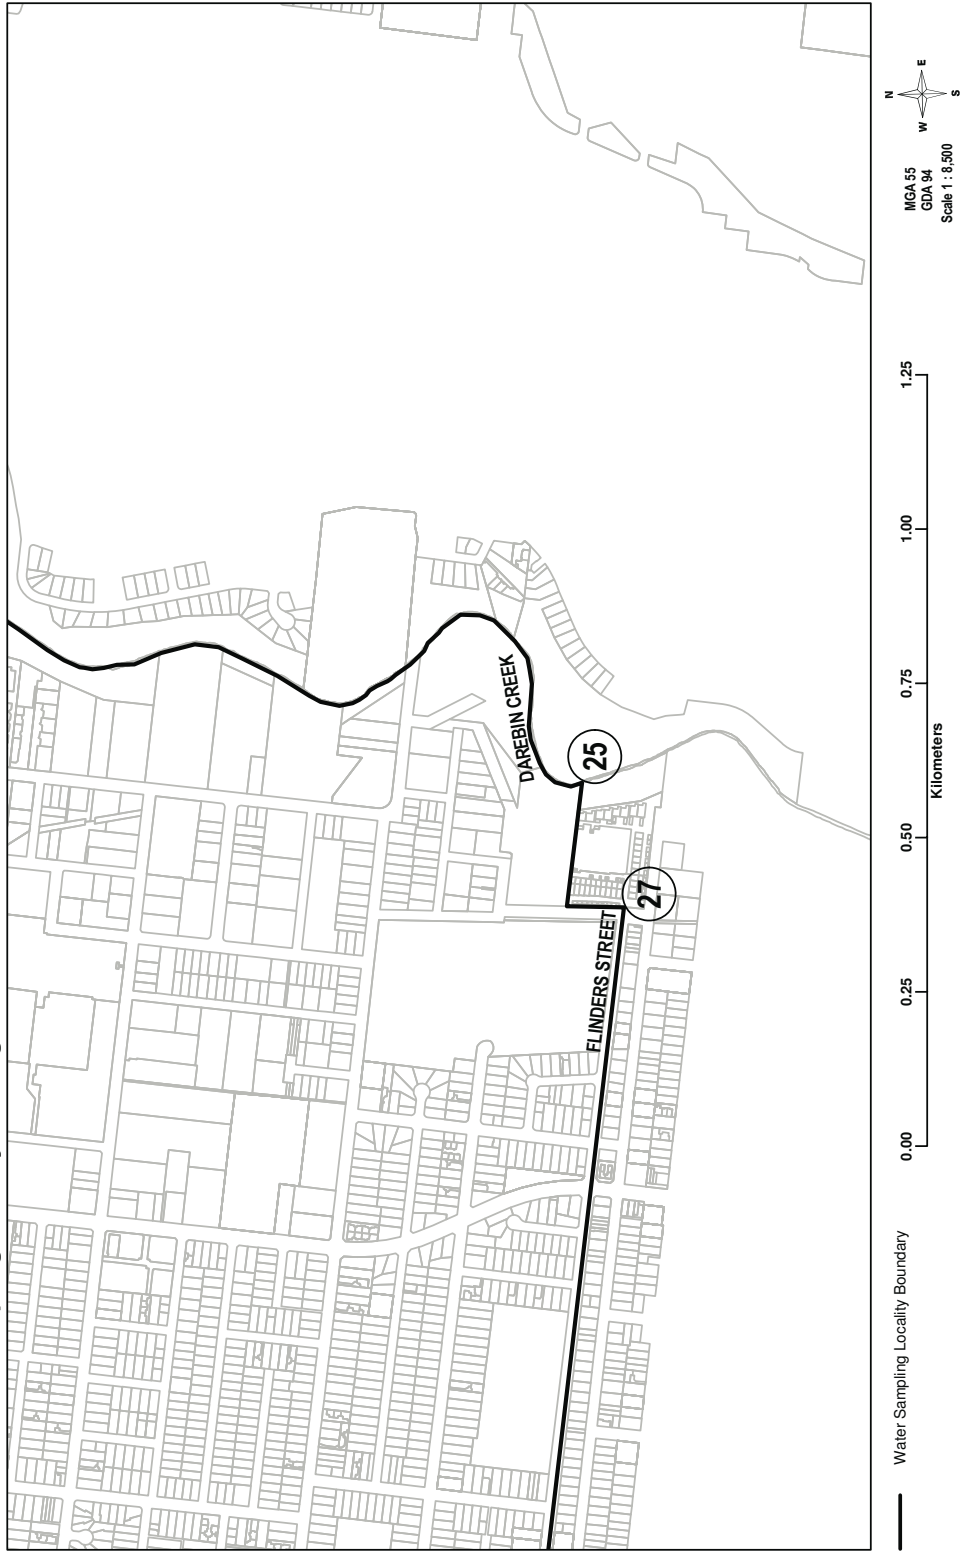 DAREBIN CREEK
25
27
FLINDERS STREET
N
E
W
S
MGA 55
GDA 94
Scale 1 : 8,500
0.00
0.25
0.50
0.75
1.00
1.25
Kilometers
Water Sampling Locality Boundary